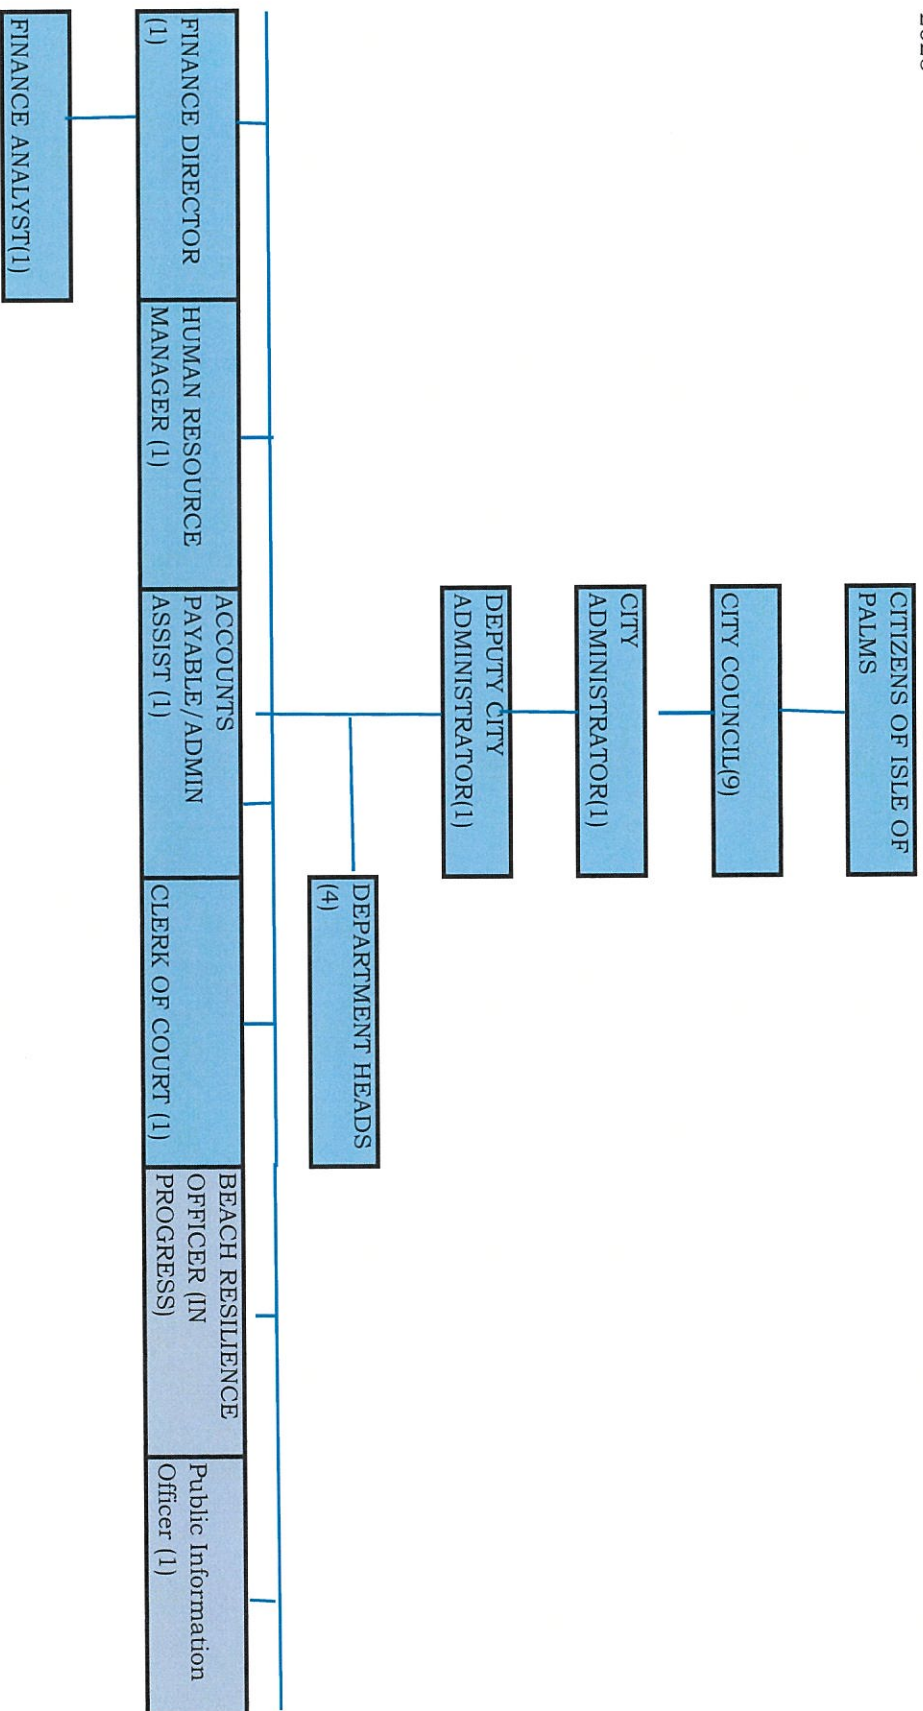 CITIZENS OF ISLE OF
PALMS
CITY COUNCIL(9)
CITY
ADMINISTRATOR(1)
DEPUTY CITY
ADMINISTRATOR(1)
DEPARTMENT HEADS
(4)
FINANCE DIRECTOR
(1)
HUMAN RESOURCE
MANAGER (1)
ACCOUNTS
PAYABLE/ADMIN
ASSIST (1)
CLERK OF COURT (1)
BEACH RESILIENCE
OFFICER (IN
PROGRESS)
Public Information
Officer (1)
FINANCE ANALYST(1)